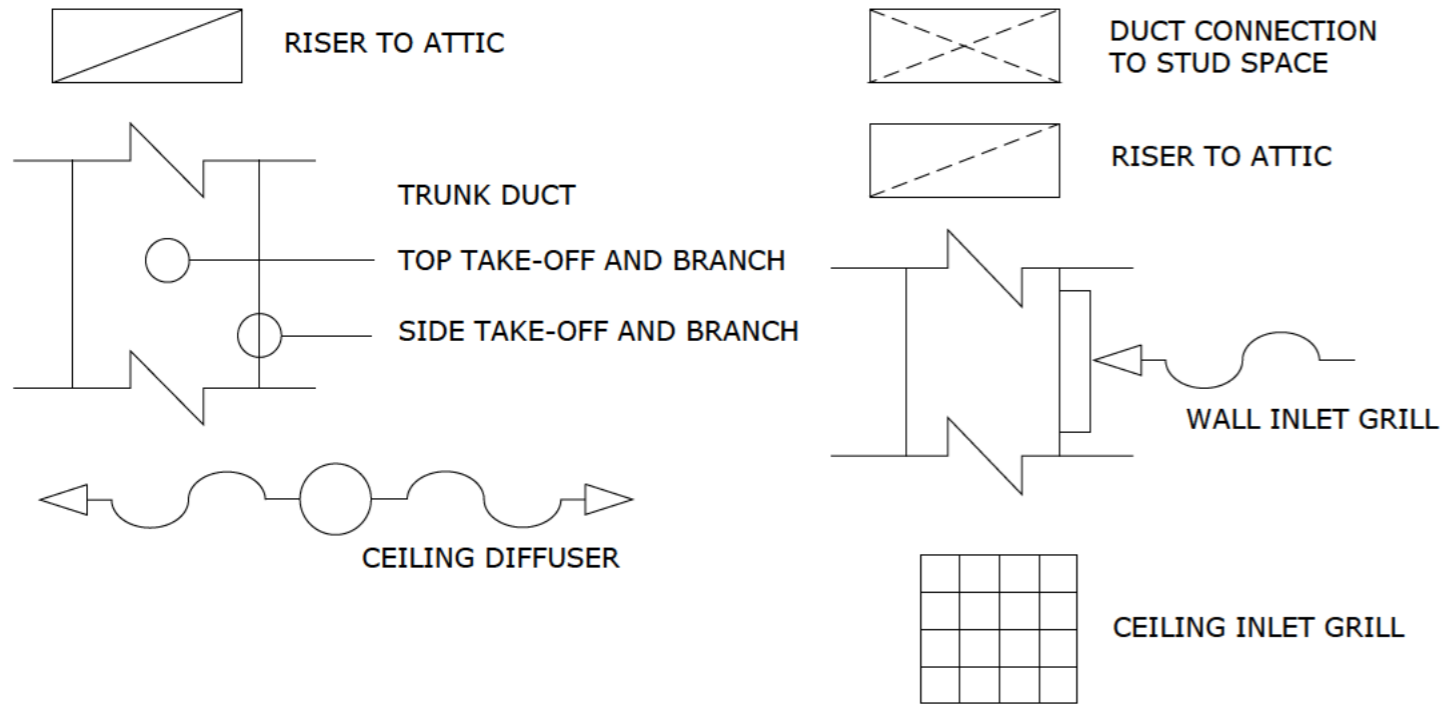 RISER TO ATTIC
TRUNK DUCT
TOP TAKE-OFF AND BRANCH
SIDE TAKE-OFF AND BRANCH
CEILING DIFFUSER
DUCT CONNECTION
TO STUD SPACE
RISER TO ATTIC
WALL INLET GRILL
CEILING INLET GRILL